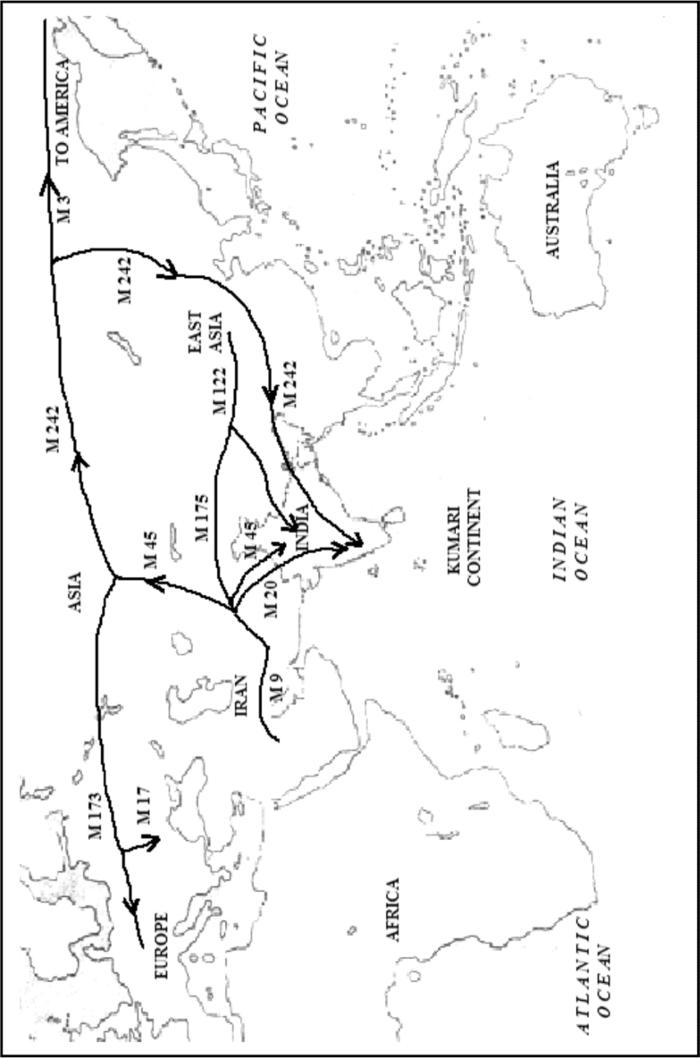 M 242
M 3
TO AMERICA
ASIA
M 173
M 242
M 17
M 45
EUROPE
EAST
ASIA
M 175
M 122
IRAN
M 45
PACIFIC
OCEAN
M 20
M 9
M 242
INDIA
AFRICA
KUMARI
CONTINENT
AUSTRALIA
INDIAN
OCEAN
ATLANTIC
OCEAN